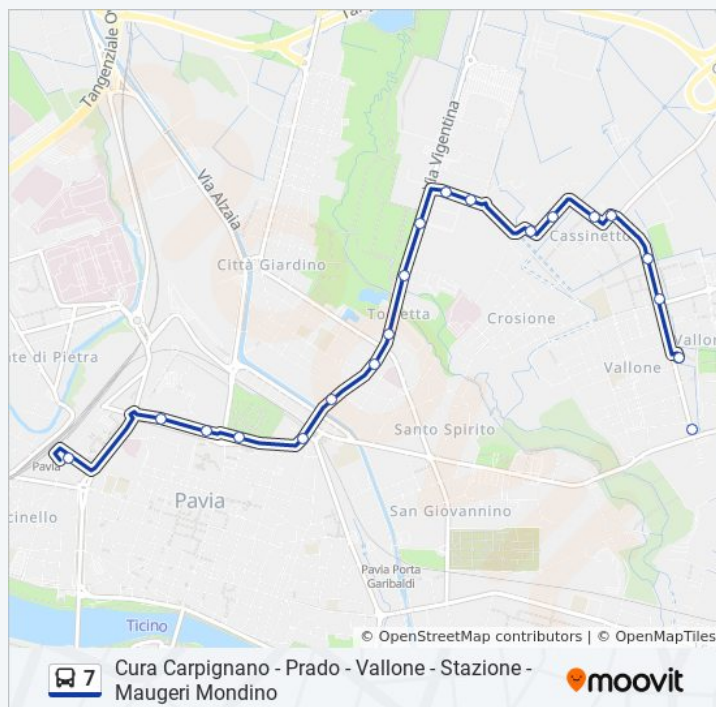 Tangenziale O
Via Vigentina
Via Alzaia
Città Giardino
Cassinetto
Torretta
Crosione
Vallone
Vallon
nte di Pietra
Santo Spirito
Pavia
Pavia
San Giovannino
cinello
Pavia Porta
Garibaldi
Ticino
© OpenStreetMap contributors | © OpenMapTiles
7 Cura Carpignano - Prado - Vallone - Stazione -
Maugeri Mondino
moovit